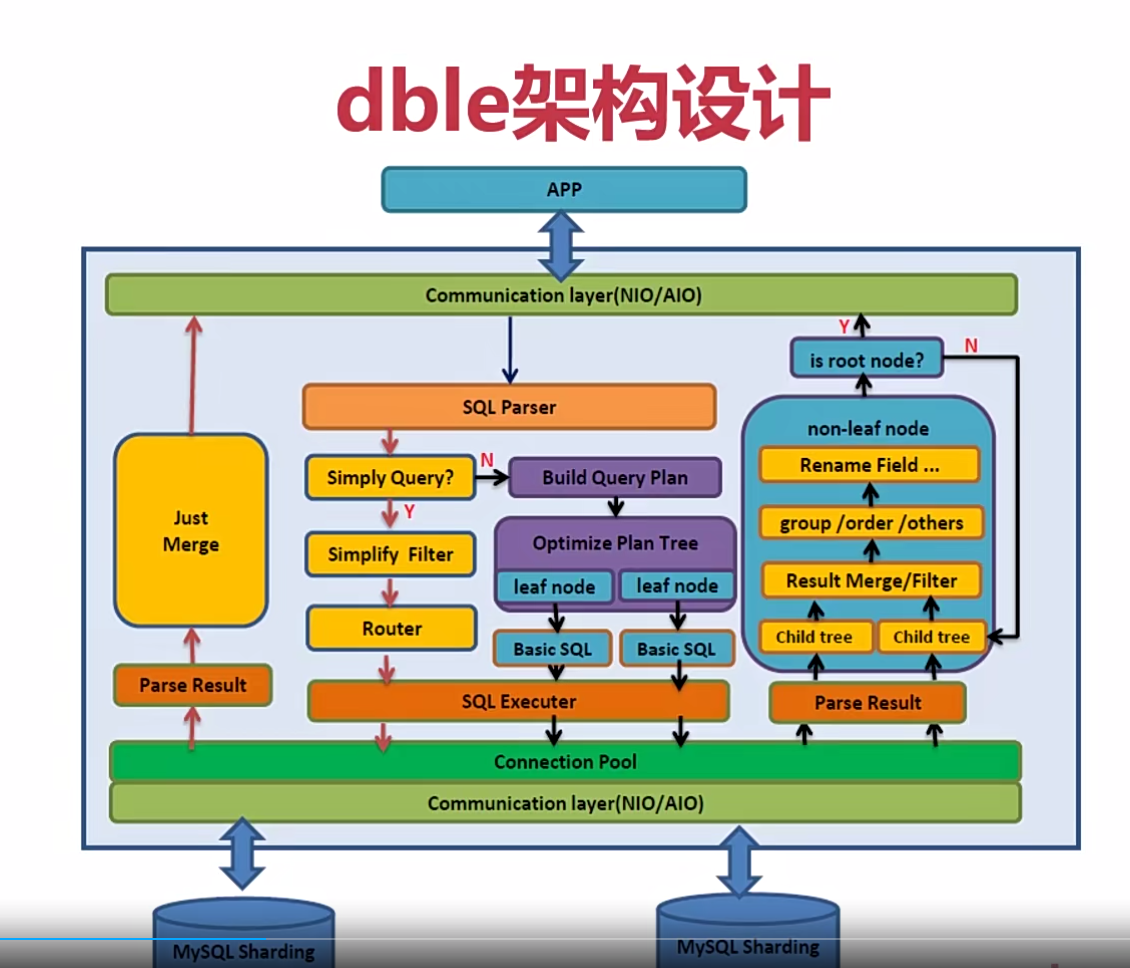 dble架构设计
APP
Communication layer(NIO/AIO)
Y
is root node?
N
SQL Parser
non-leaf node
Rename Field ...
Simply Query?
N
Build Query Plan
Y
Just
Merge
group /order /others
Optimize Plan Tree
Simplify Filter
leaf node
leaf node
Result Merge/Filter
Router
Basic SQL
Basic SQL
Child tree
Child tree
Parse Result
SQL Executer
Parse Result
Connection Pool
Communication layer(NIO/AIO)
MySQL Sharding
MySQL Sharding